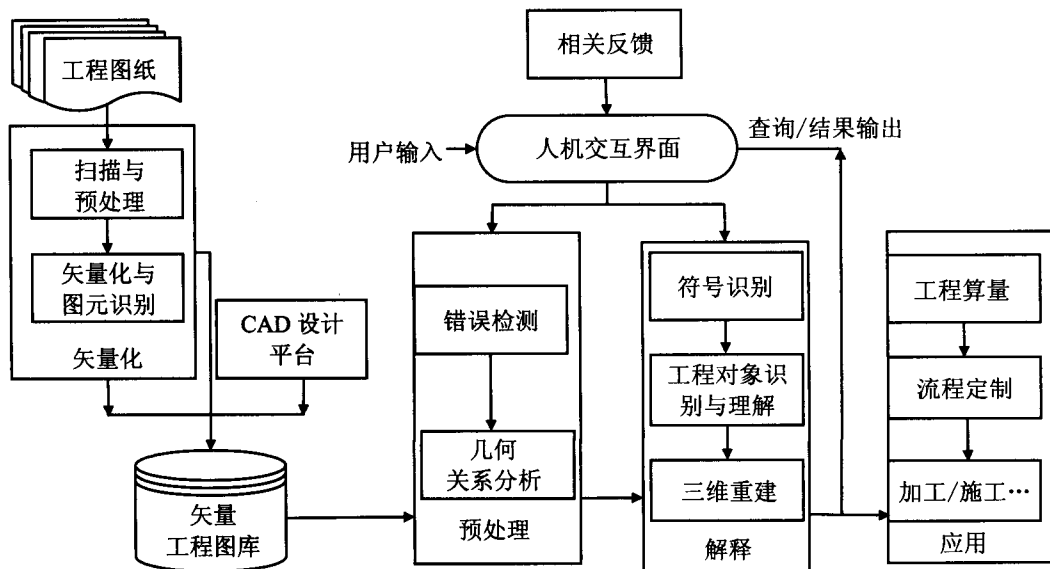 工程图纸
扫描与
预处理
矢量化与
图元识别
矢量化
CAD 设计
平台
矢量
工程图库
相关反馈
用户输入
人机交互界面
查询/结果输出
错误检测
几何
关系分析
预处理
符号识别
工程对象识
别与理解
三维重建
解释
工程算量
流程定制
加工/施工…
应用